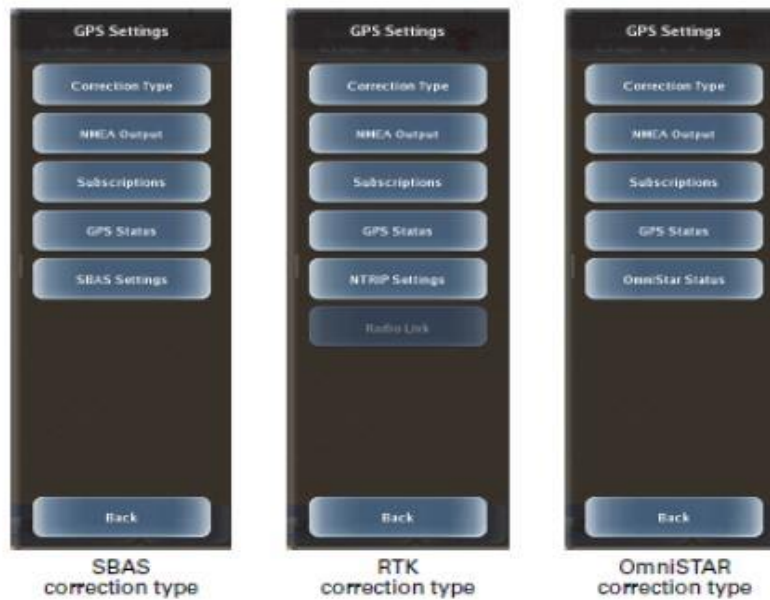 GPS Settings
Correction Type
NMEA Output
Subscriptions
GPS Status
SBAS Settings
Back
SBAS
correction type
GPS Settings
Correction Type
NMEA Output
Subscriptions
GPS Status
NTRIP Settings
Radio Link
Back
RTK
correction type
GPS Settings
Correction Type
NMEA Output
Subscriptions
GPS Status
OmniStar Status
Back
OmniSTAR
correction type